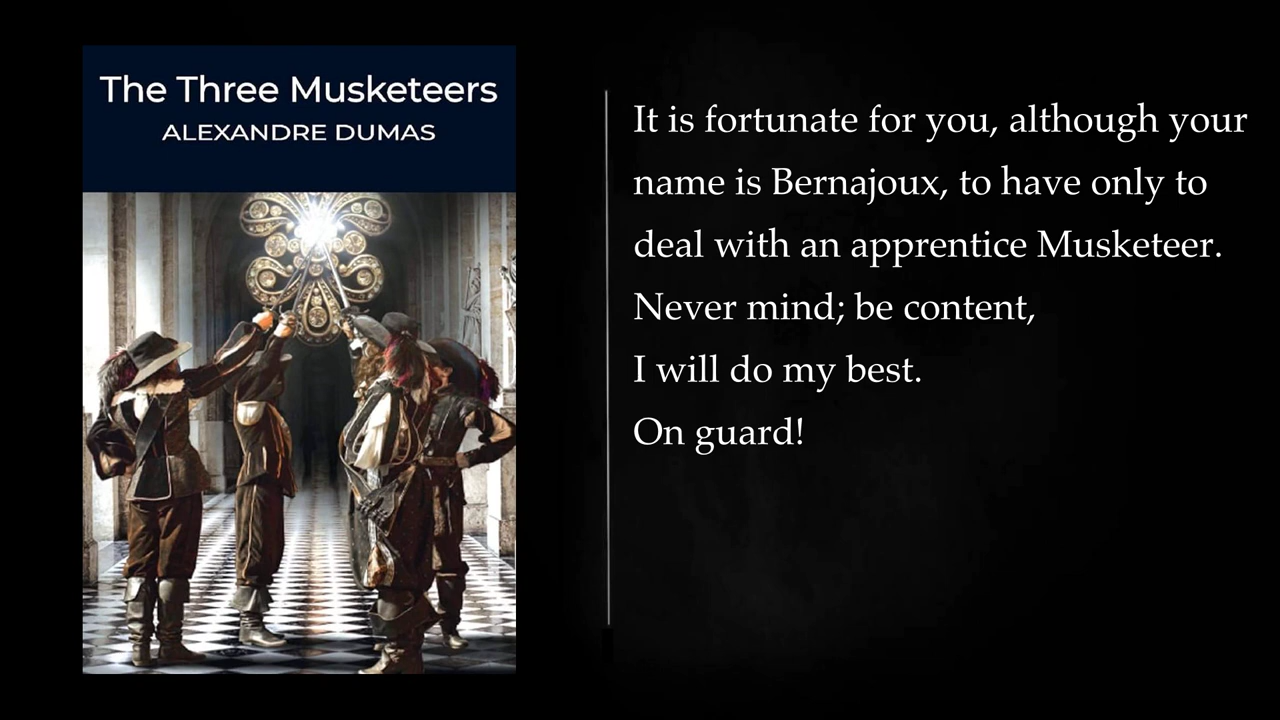 The Three Musketeers
ALEXANDRE DUMAS
It is fortunate for you, although your
name is Bernajoux, to have only to
deal with an apprentice Musketeer.
Never mind; be content,
I will do my best.
On guard!